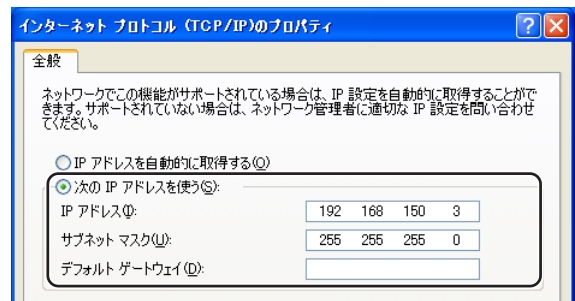 インターネット プロトコル (TCP/IP)のプロパティ
全般
ネットワークでこの機能がサポートされている場合は、IP 設定を自動的に取得することがで
きます。サポートされていない場合は、ネットワーク管理者に適切な IP 設定を問い合わせ
てください。
IP アドレスを自動的に取得する(O)
次の IP アドレスを使う(S):
IP アドレス(I): 192 168 150 3
サブネット マスク(U): 255 255 255 0
デフォルト ゲートウェイ(D):